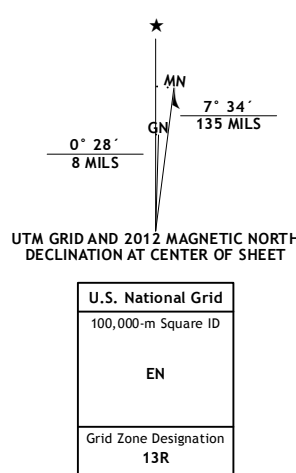 ★
MN
7° 34´
135 MILS
GN
0° 28´
8 MILS
UTM GRID AND 2012 MAGNETIC NORTH
DECLINATION AT CENTER OF SHEET
U.S. National Grid
100,000-m Square ID
EN
Grid Zone Designation
13R